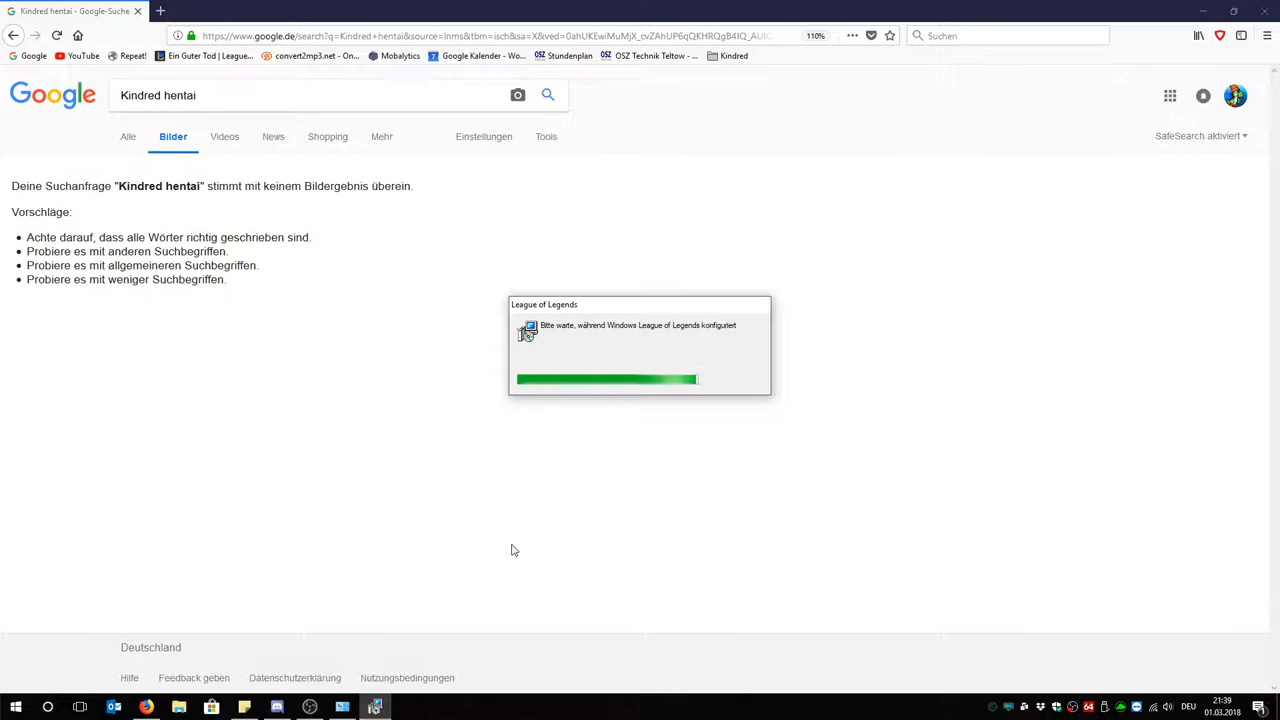 Kindred hentai - Google-Suche
https://www.google.de/search?q=Kindred+hentai&source=lnms&tbm=isch&sa=X&ved=
110%
Suchen
Google
YouTube
Repeat!
Ein Guter Tod | League...
convert2mp3.net - On...
Mobalytics
7
Google Kalender - Wo...
OSZ
Stundenplan
OSZ
OSZ Technik Teltow - ...
Kindred
Google
Kindred hentai
Alle
Bilder
Videos
News
Shopping
Mehr
Einstellungen
Tools
SafeSearch aktiviert
Deine Suchanfrage "Kindred hentai" stimmt mit keinem Bildergebnis überein.
Vorschläge:
Achte darauf, dass alle Wörter richtig geschrieben sind.
Probiere es mit anderen Suchbegriffen.
Probiere es mit allgemeineren Suchbegriffen.
Probiere es mit weniger Suchbegriffen.
League of Legends
Bitte warte, während Windows League of Legends konfiguriert
Deutschland
Hilfe
Feedback geben
Datenschutzerklärung
Nutzungsbedingungen
64
DEU
21:39
01.03.2018